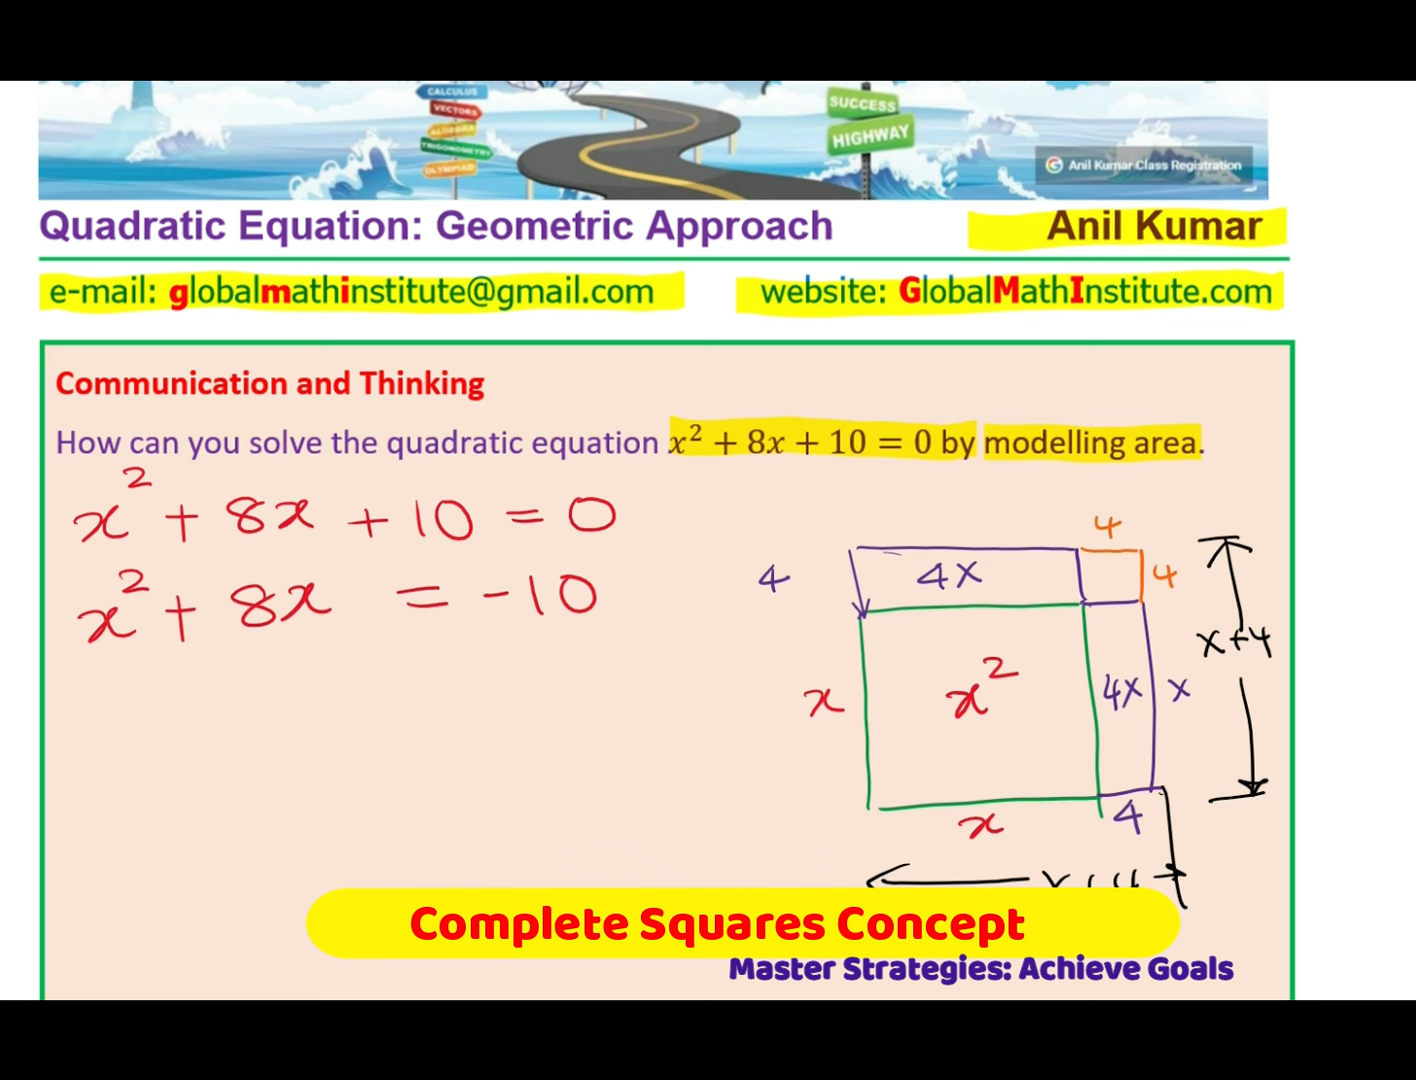 CALCULUS
VECTORS
ALGEBRA
TRIGONOMETRY
OLYMPIAD
SUCCESS
HIGHWAY
Anil Kumar Class Registration
Quadratic Equation: Geometric Approach
Anil Kumar
e-mail: globalmathinstitute@gmail.com
website: GlobalMathInstitute.com
Communication and Thinking
How can you solve the quadratic equation x² + 8x + 10 = 0 by modelling area.
x² + 8x + 10 = 0
x² + 8x = -10
4
4
4X
4
x+4
x
x²
4X
x
x
4
Complete Squares Concept
Master Strategies: Achieve Goals